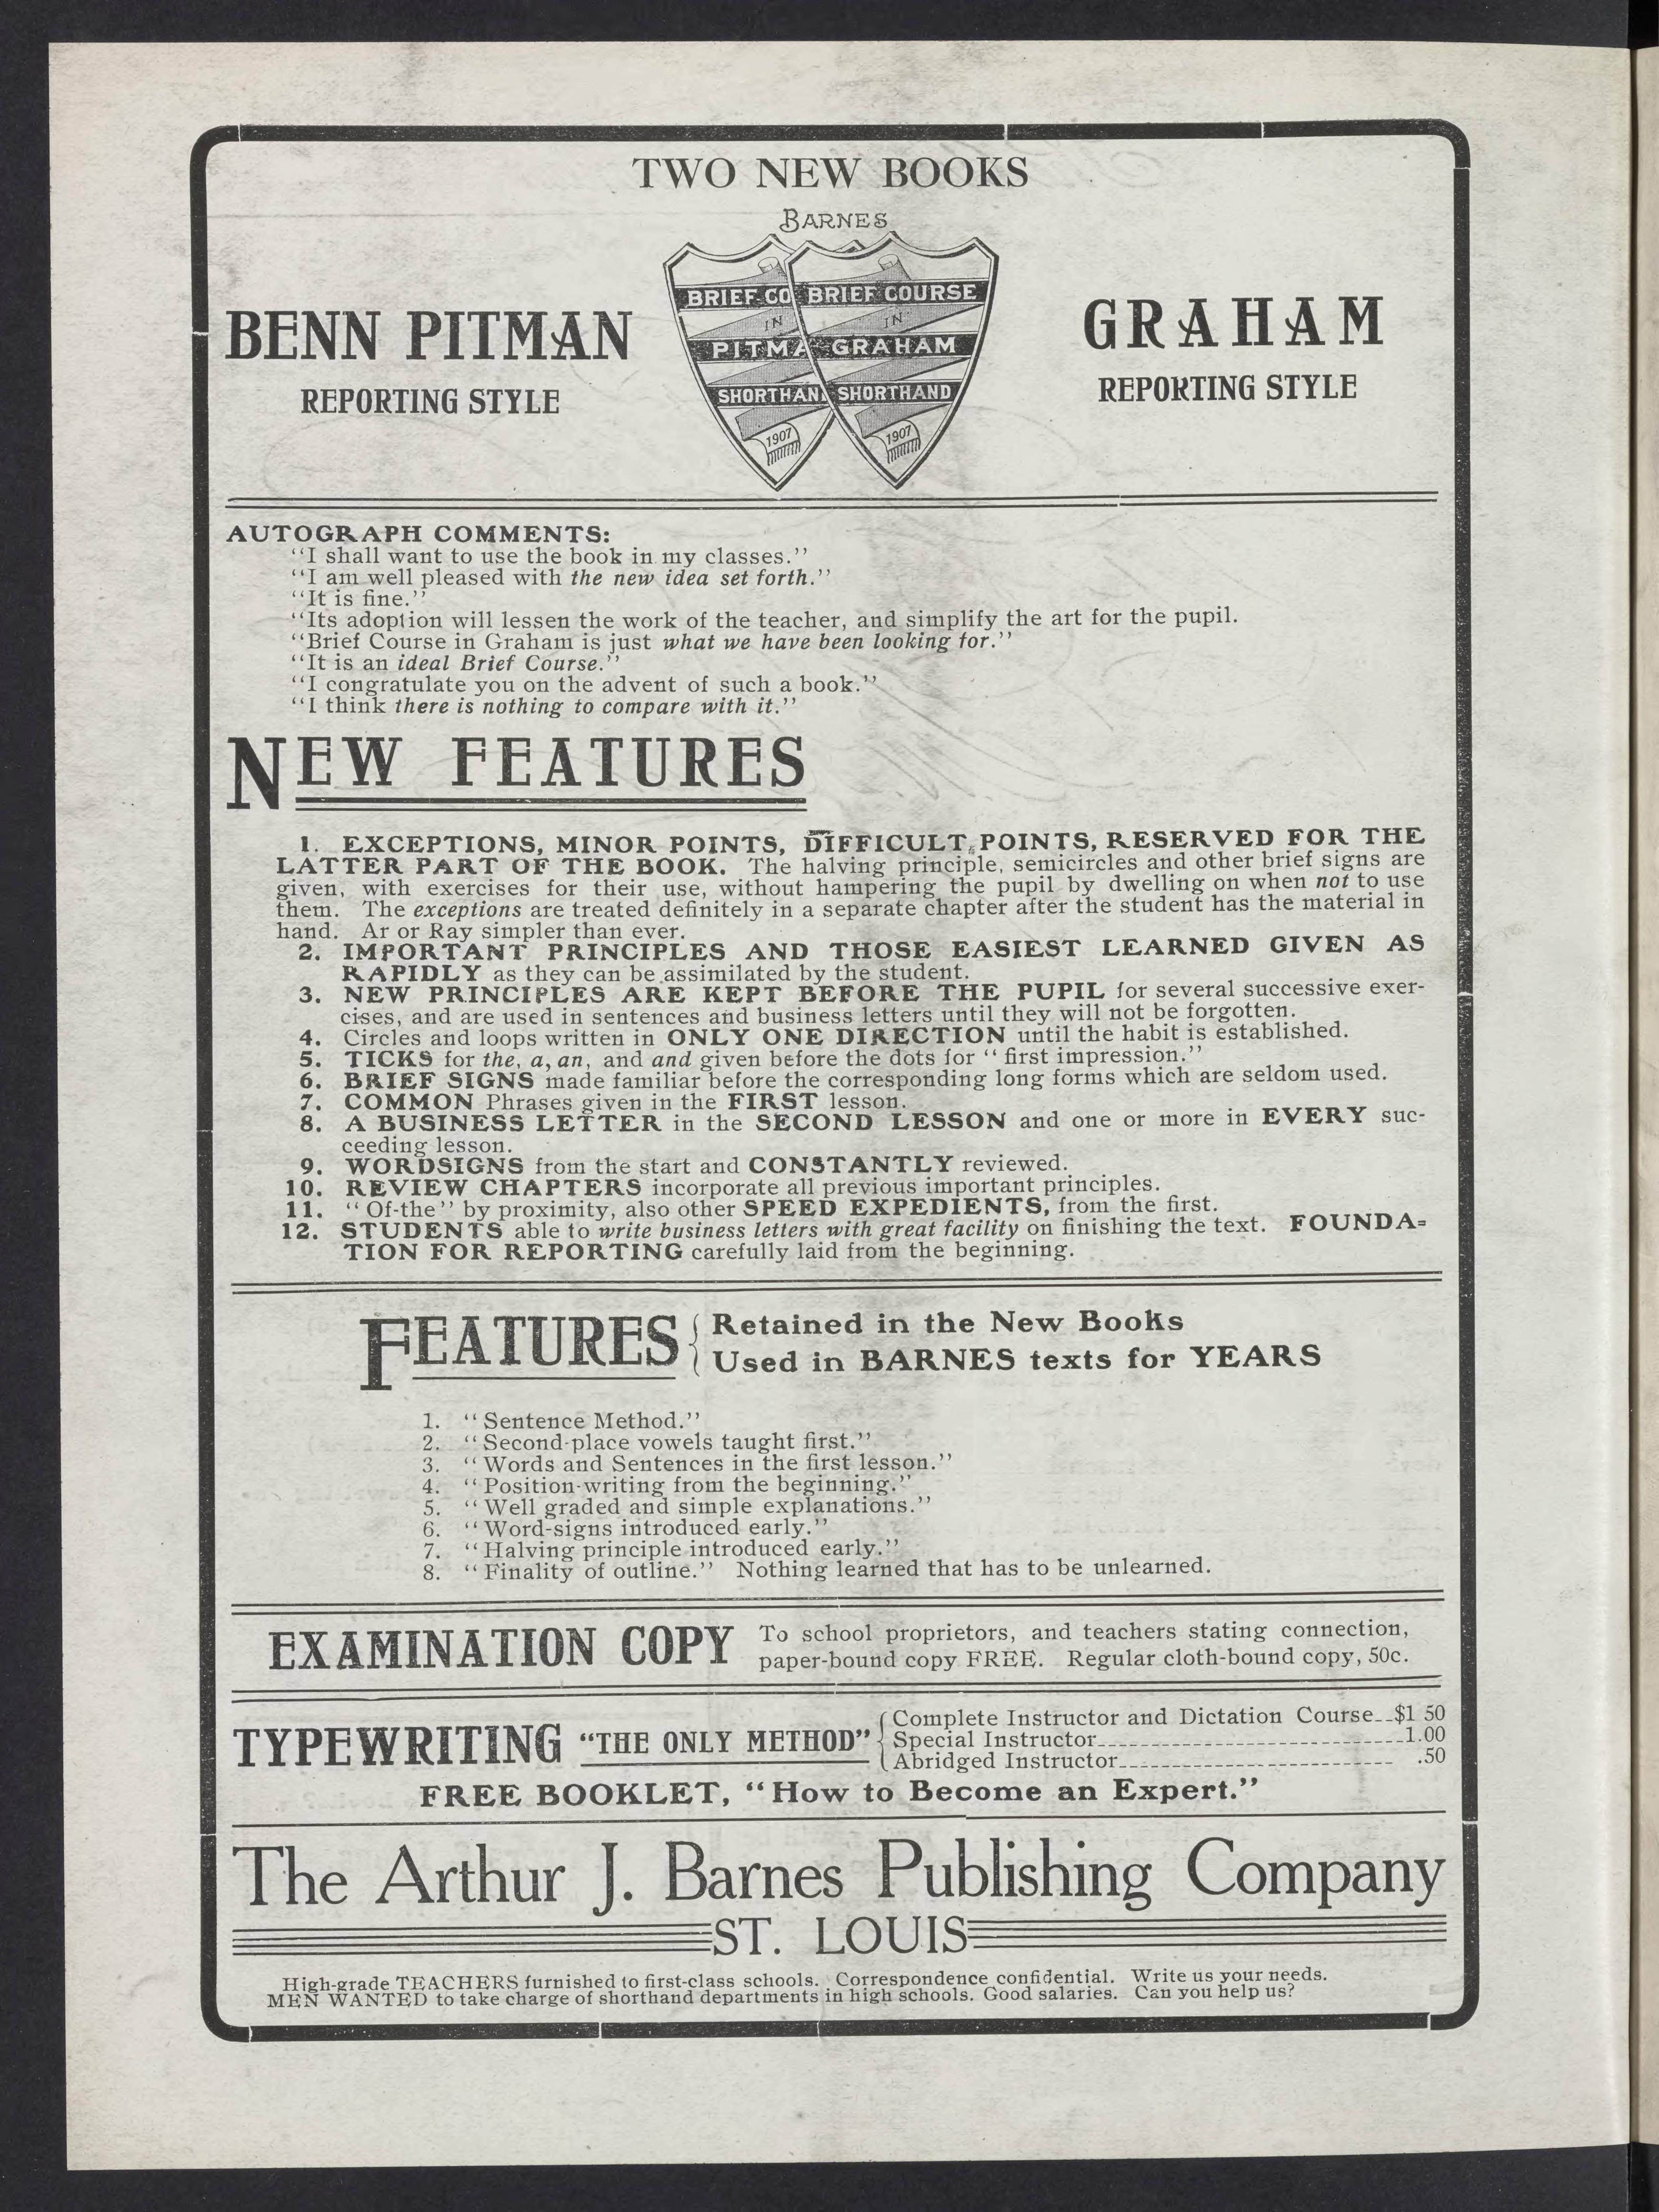 TWO NEW BOOKS
BARNES
BENN PITMAN
REPORTING STYLE
BRIEF CO
IN
PITMA
SHORTHAN
1907
BRIEF COURSE
IN
GRAHAM
SHORTHAND
1907
GRAHAM
REPORTING STYLE
AUTOGRAPH COMMENTS:
"I shall want to use the book in my classes."
"I am well pleased with the new idea set forth."
"It is fine."
"Its adoption will lessen the work of the teacher, and simplify the art for the pupil.
"Brief Course in Graham is just what we have been looking for."
"It is an ideal Brief Course."
"I congratulate you on the advent of such a book."
"I think there is nothing to compare with it."
NEW FEATURES
1. EXCEPTIONS, MINOR POINTS, DIFFICULT POINTS, RESERVED FOR THE
LATTER PART OF THE BOOK. The halving principle, semicircles and other brief signs are
given, with exercises for their use, without hampering the pupil by dwelling on when not to use
them. The exceptions are treated definitely in a separate chapter after the student has the material in
hand. Ar or Ray simpler than ever.
2. IMPORTANT PRINCIPLES AND THOSE EASIEST LEARNED GIVEN AS
RAPIDLY as they can be assimilated by the student.
3. NEW PRINCIPLES ARE KEPT BEFORE THE PUPIL for several successive exer-
cises, and are used in sentences and business letters until they will not be forgotten.
4. Circles and loops written in ONLY ONE DIRECTION until the habit is established.
5. TICKS for the, a, an, and and given before the dots for "first impression."
6. BRIEF SIGNS made familiar before the corresponding long forms which are seldom used.
7. COMMON Phrases given in the FIRST lesson.
8. A BUSINESS LETTER in the SECOND LESSON and one or more in EVERY suc-
ceeding lesson.
9. WORDSIGNS from the start and CONSTANTLY reviewed.
10. REVIEW CHAPTERS incorporate all previous important principles.
11. "Of-the" by proximity, also other SPEED EXPEDIENTS, from the first.
12. STUDENTS able to write business letters with great facility on finishing the text. FOUNDA=
TION FOR REPORTING carefully laid from the beginning.
FEATURES { Retained in the New Books
Used in BARNES texts for YEARS
1. "Sentence Method."
2. "Second-place vowels taught first."
3. "Words and Sentences in the first lesson."
4. "Position-writing from the beginning."
5. "Well graded and simple explanations."
6. "Word-signs introduced early."
7. "Halving principle introduced early."
8. "Finality of outline." Nothing learned that has to be unlearned.
EXAMINATION COPY To school proprietors, and teachers stating connection,
paper-bound copy FREE. Regular cloth-bound copy, 50c.
TYPEWRITING "THE ONLY METHOD" { Complete Instructor and Dictation Course--$1 50
Special Instructor----------------------------1.00
Abridged Instructor------------------------- .50
FREE BOOKLET, "How to Become an Expert."
The Arthur J. Barnes Publishing Company
ST. LOUIS
High-grade TEACHERS furnished to first-class schools. Correspondence confidential. Write us your needs.
MEN WANTED to take charge of shorthand departments in high schools. Good salaries. Can you help us?